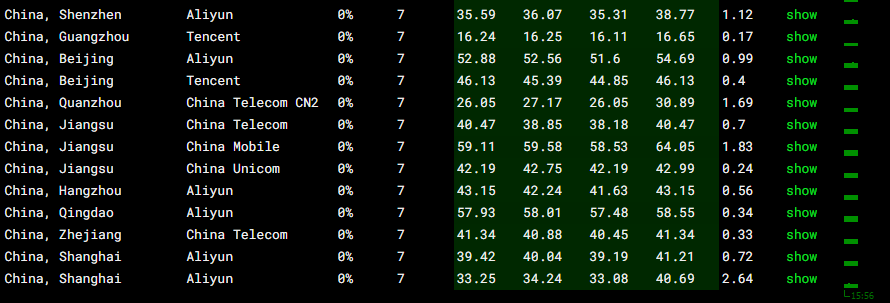 China, Shenzhen Aliyun 0% 7 35.59 36.07 35.31 38.77 1.12 show
China, Guangzhou Tencent 0% 7 16.24 16.25 16.11 16.65 0.17 show
China, Beijing Aliyun 0% 7 52.88 52.56 51.6 54.69 0.99 show
China, Beijing Tencent 0% 7 46.13 45.39 44.85 46.13 0.4 show
China, Quanzhou China Telecom CN2 0% 7 26.05 27.17 26.05 30.89 1.69 show
China, Jiangsu China Telecom 0% 7 40.47 38.85 38.18 40.47 0.7 show
China, Jiangsu China Mobile 0% 7 59.11 59.58 58.53 64.05 1.83 show
China, Jiangsu China Unicom 0% 7 42.19 42.75 42.19 42.99 0.24 show
China, Hangzhou Aliyun 0% 7 43.15 42.24 41.63 43.15 0.56 show
China, Qingdao Aliyun 0% 7 57.93 58.01 57.48 58.55 0.34 show
China, Zhejiang China Telecom 0% 7 41.34 40.88 40.45 41.34 0.33 show
China, Shanghai Aliyun 0% 7 39.42 40.04 39.19 41.21 0.72 show
China, Shanghai Aliyun 0% 7 33.25 34.24 33.08 40.69 2.64 show
15:56